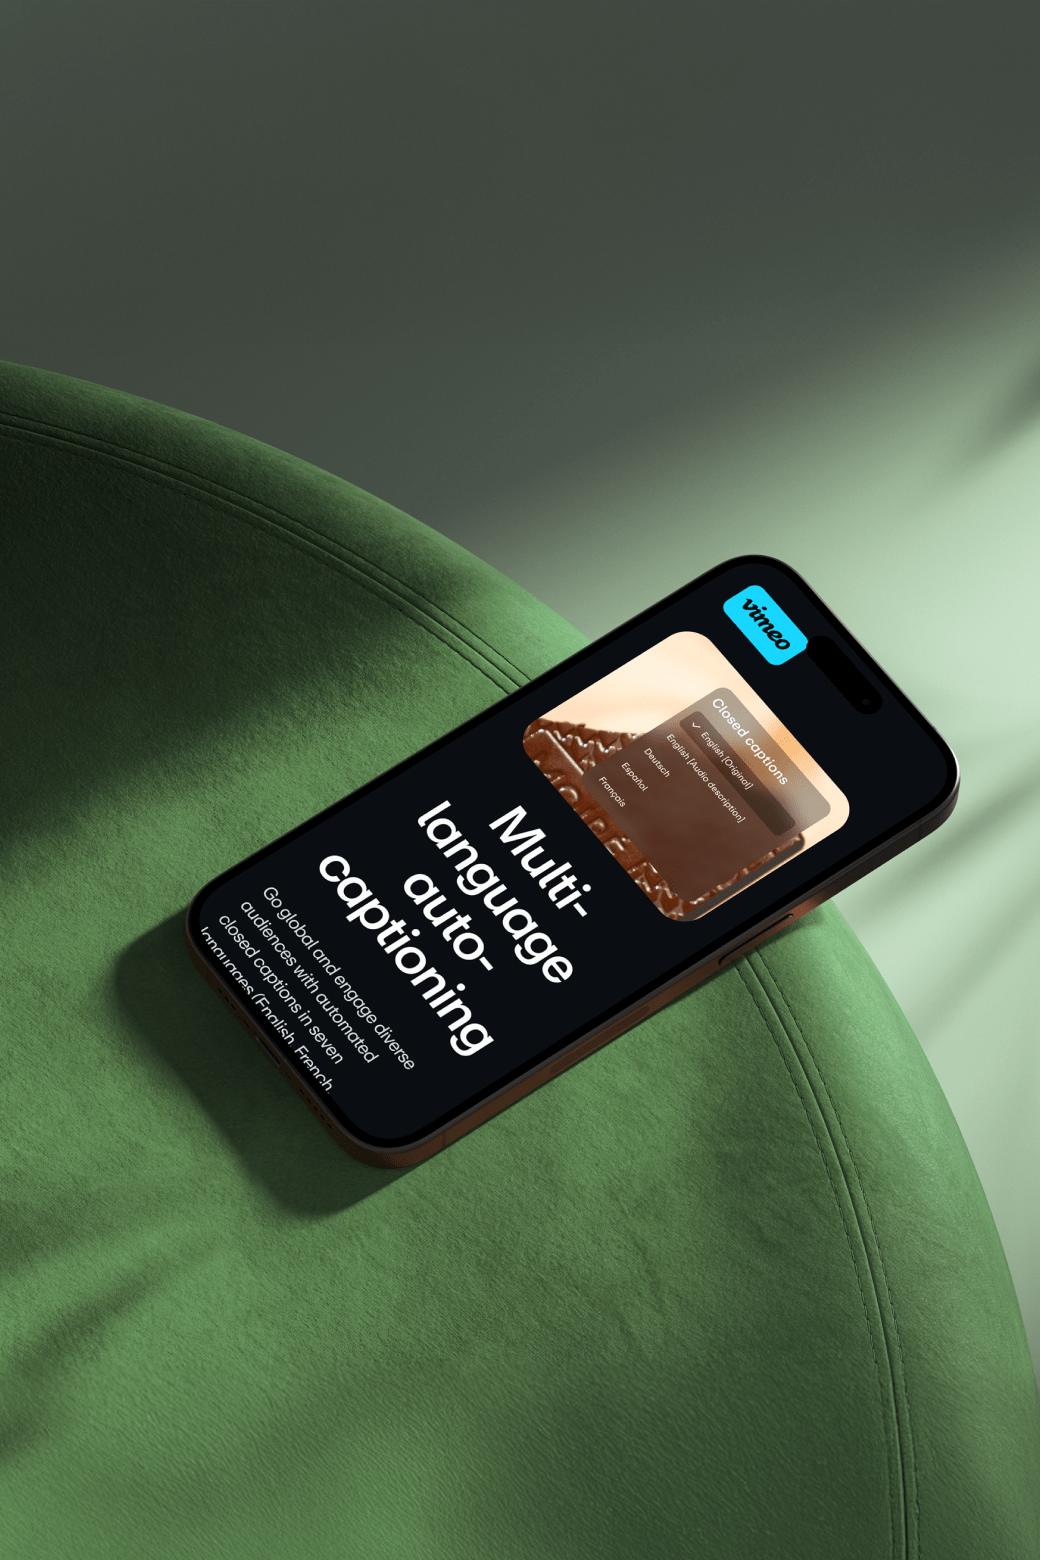 vimeo
Closed captions
English [Original]
English [Audio description]
Deutsch
Español
Français
Multi-
language
auto-
captioning
Go global and engage diverse
audiences with automated
closed captions in seven
languages (English, French,